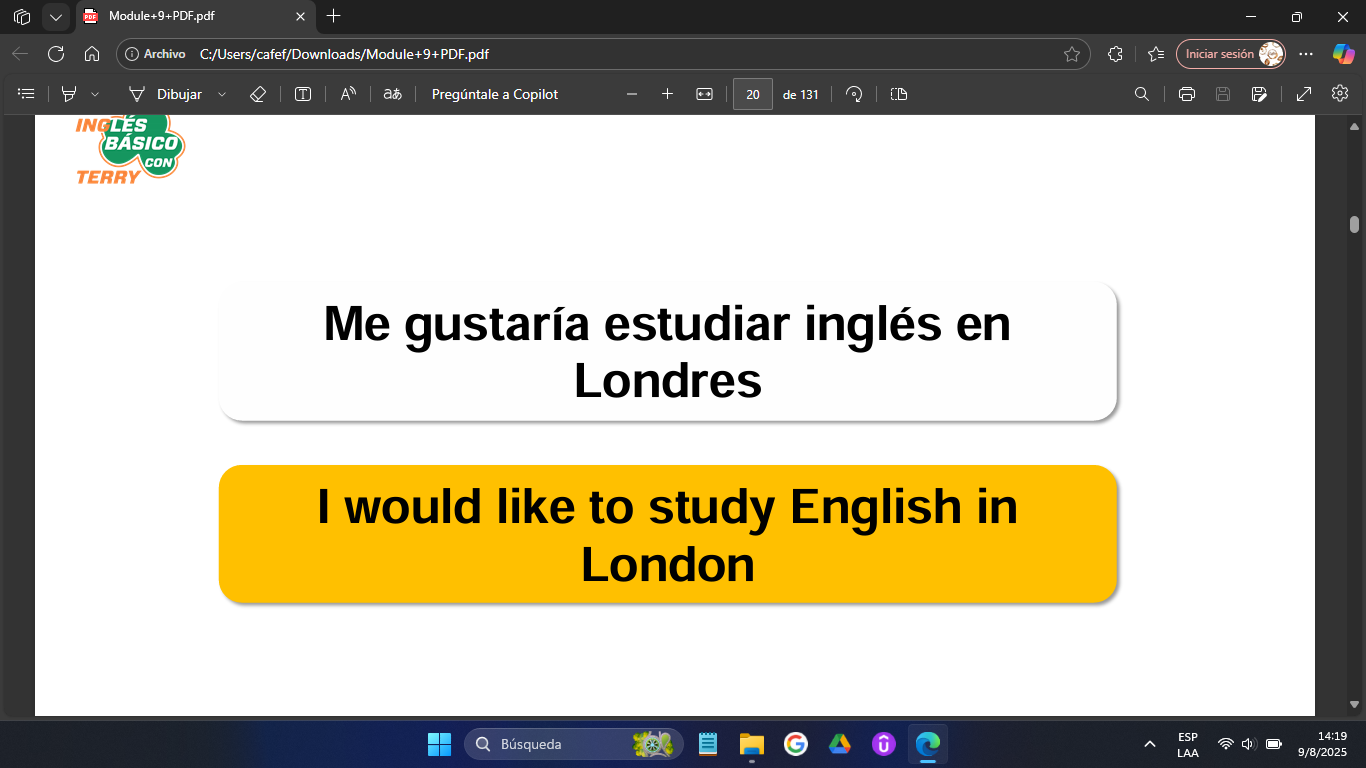 Module+9+PDF.pdf
Archivo C:/Users/cafef/Downloads/Module+9+PDF.pdf Iniciar sesión
Dibujar aあ Pregúntale a Copilot 20 de 131
INGLÉS
BÁSICO
CON
TERRY
Me gustaría estudiar inglés en
Londres
I would like to study English in
London
Búsqueda
ESP
LAA
14:19
9/8/2025